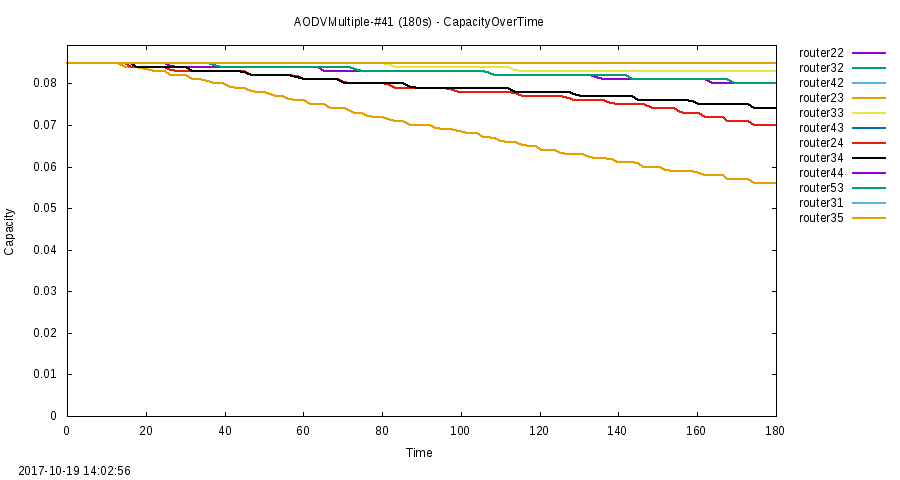 AODVMultiple-#41 (180s) - CapacityOverTime
router22
router32
router42
router23
router33
router43
router24
router34
router44
router53
router31
router35
0.08
0.07
0.06
0.05
0.04
0.03
0.02
0.01
0
Capacity
0 20 40 60 80 100 120 140 160 180
Time
2017-10-19 14:02:56